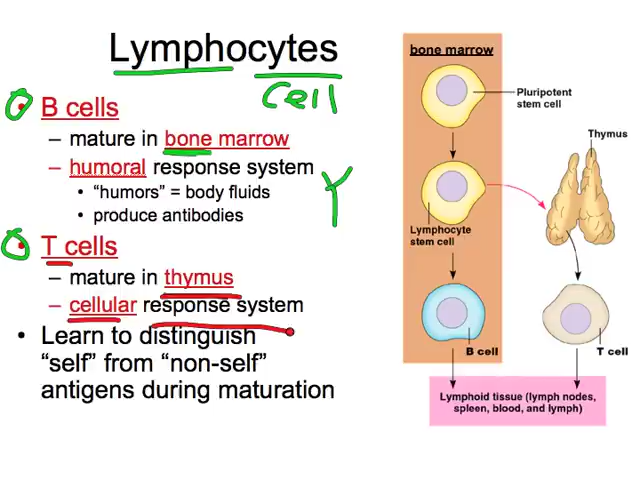 Lymphocytes
cell
• B cells
– mature in bone marrow
– humoral response system
• “humors” = body fluids
• produce antibodies
• T cells
– mature in thymus
– cellular response system
• Learn to distinguish
“self” from “non-self”
antigens during maturation
bone marrow
Pluripotent
stem cell
Thymus
Lymphocyte
stem cell
B cell
T cell
Lymphoid tissue (lymph nodes,
spleen, blood, and lymph)